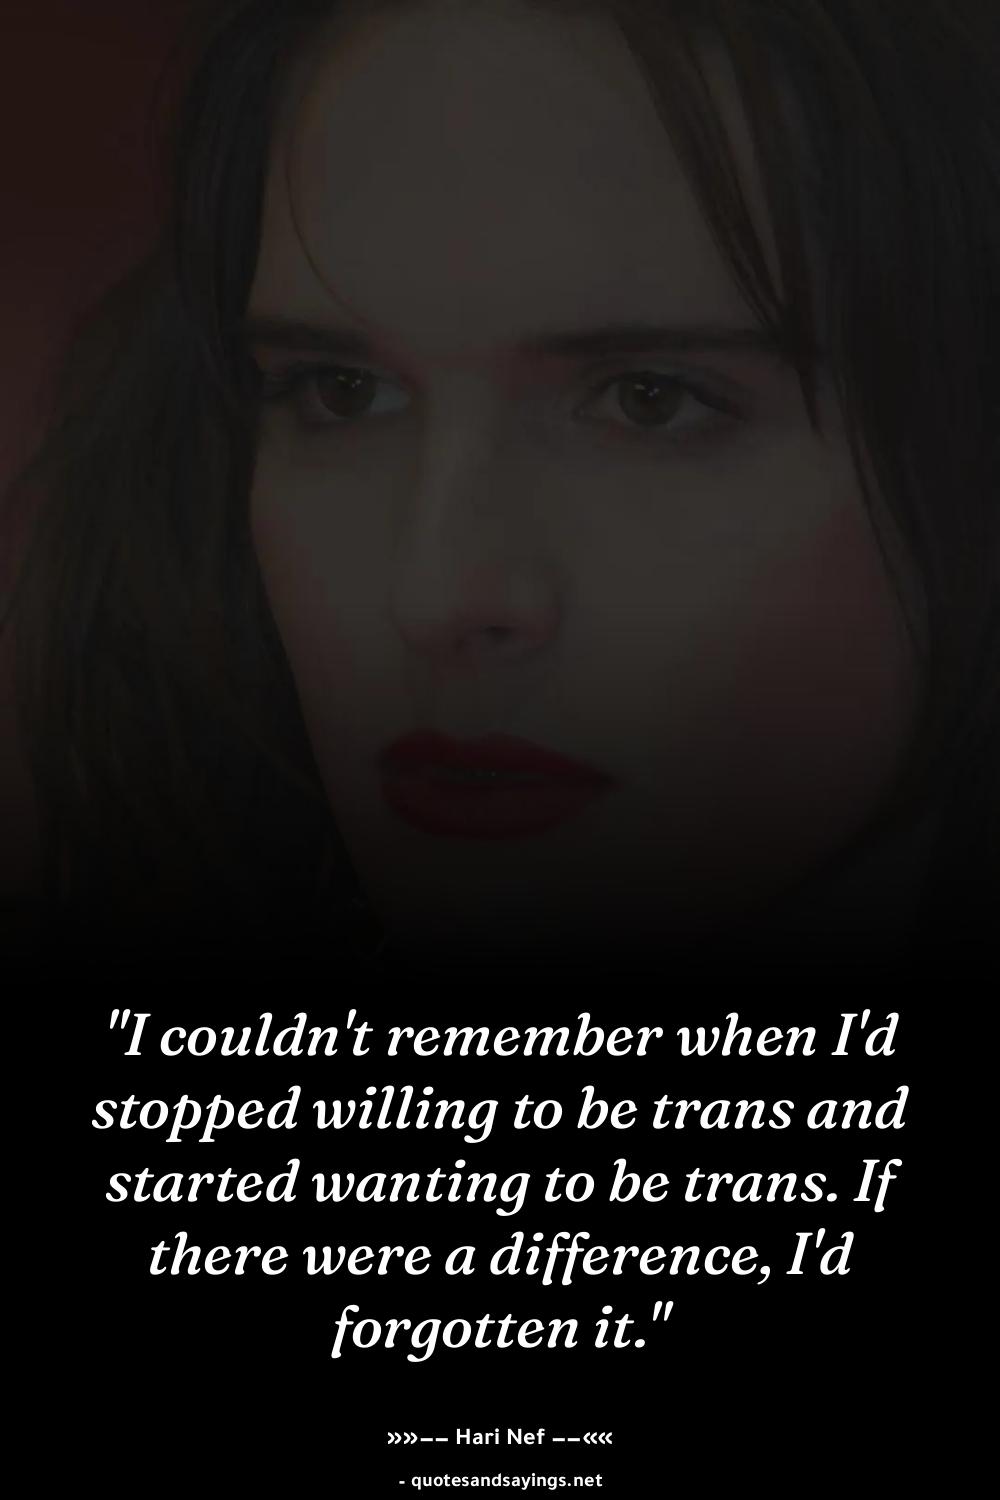 "I couldn't remember when I'd
stopped willing to be trans and
started wanting to be trans. If
there were a difference, I'd
forgotten it."
»»−− Hari Nef −−««
- quotesandsayings.net